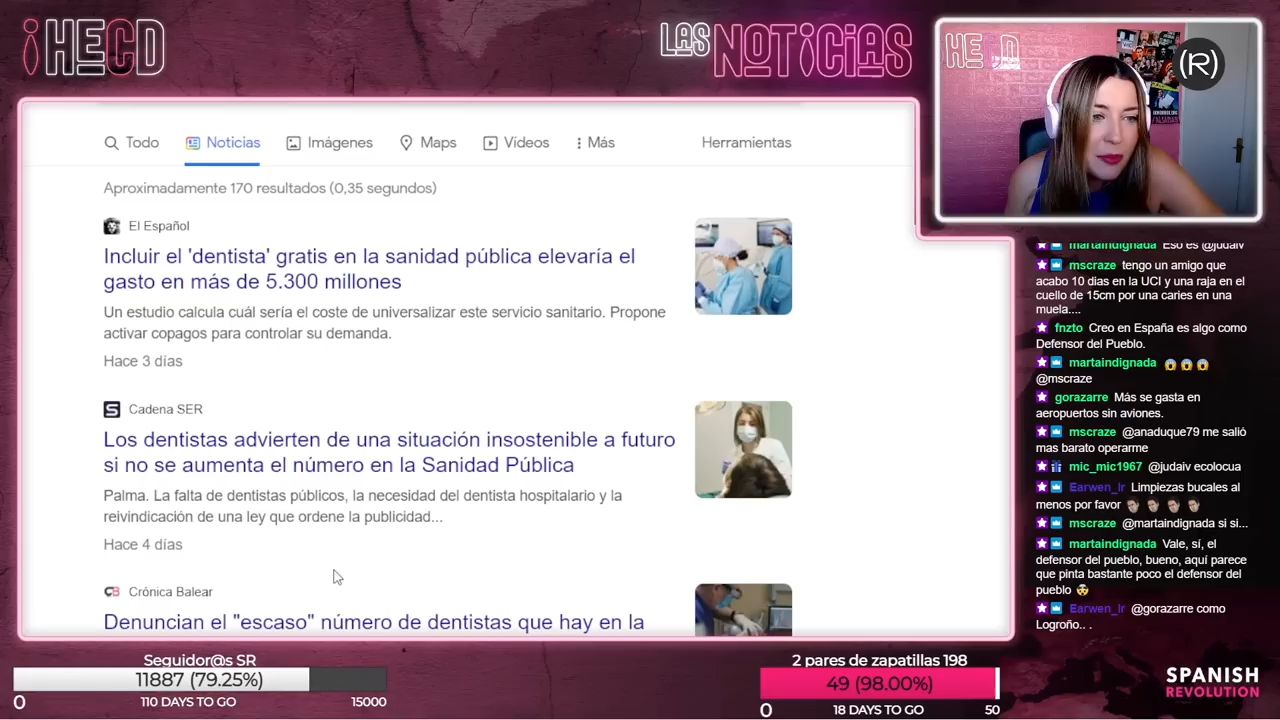 ¡HECD
LAS NOTICIAS
(R)
Todo
Noticias
Imágenes
Maps
Vídeos
Más
Herramientas
Aproximadamente 170 resultados (0,35 segundos)
El Español
Incluir el 'dentista' gratis en la sanidad pública elevaría el
gasto en más de 5.300 millones
Un estudio calcula cuál sería el coste de universalizar este servicio sanitario. Propone
activar copagos para controlar su demanda.
Hace 3 días
Cadena SER
Los dentistas advierten de una situación insostenible a futuro
si no se aumenta el número en la Sanidad Pública
Palma. La falta de dentistas públicos, la necesidad del dentista hospitalario y la
reivindicación de una ley que ordene la publicidad...
Hace 4 días
CB Crónica Balear
Denuncian el "escaso" número de dentistas que hay en la
martaindignada Eso es @judaiv
mscraze tengo un amigo que
acabo 10 dias en la UCI y una raja en el
cuello de 15cm por una caries en una
muela....
fnzto Creo en España es algo como
Defensor del Pueblo.
martaindignada
@mscraze
gorazarre Más se gasta en
aeropuertos sin aviones.
mscraze @anaduque79 me salió
mas barato operarme
mic_mic1967 @judaiv ecolocua
Earwen_Ir Limpiezas bucales al
menos por favor
mscraze @martaindignada si si...
martaindignada Vale, sí, el
defensor del pueblo, bueno, aquí parece
que pinta bastante poco el defensor del
pueblo
Earwen_Ir @gorazarre como
Logroño.. .
Seguidor@s SR
11887 (79.25%)
0 110 DAYS TO GO 15000
2 pares de zapatillas 198
49 (98.00%)
0 18 DAYS TO GO 50
SPANISH
REVOLUTION